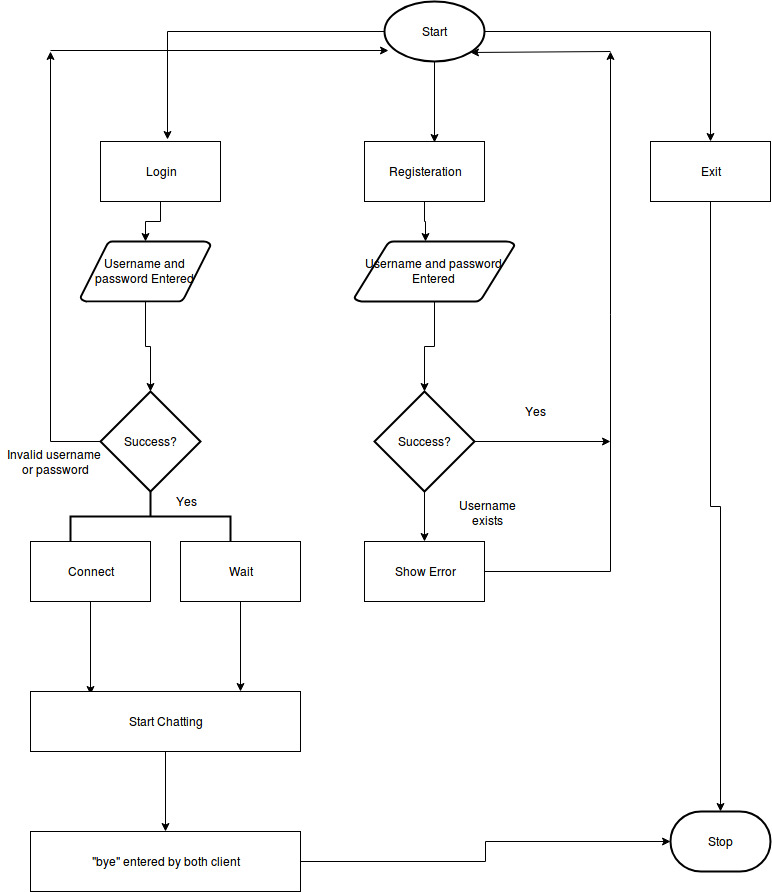 Start
Login
Registeration
Exit
Username and
password Entered
Username and password
Entered
Success?
Invalid username
or password
Yes
Success?
Yes
Username
exists
Connect
Wait
Show Error
Start Chatting
"bye" entered by both client
Stop